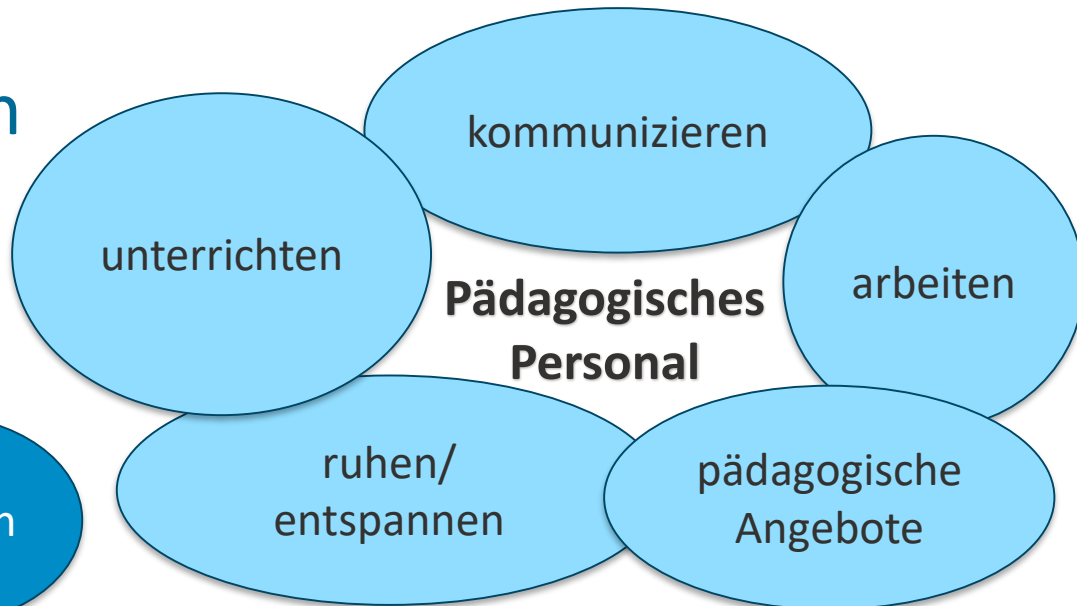 n
kommunizieren
unterrichten
arbeiten
Pädagogisches
Personal
ruhen/
entspannen
pädagogische
Angebote
n